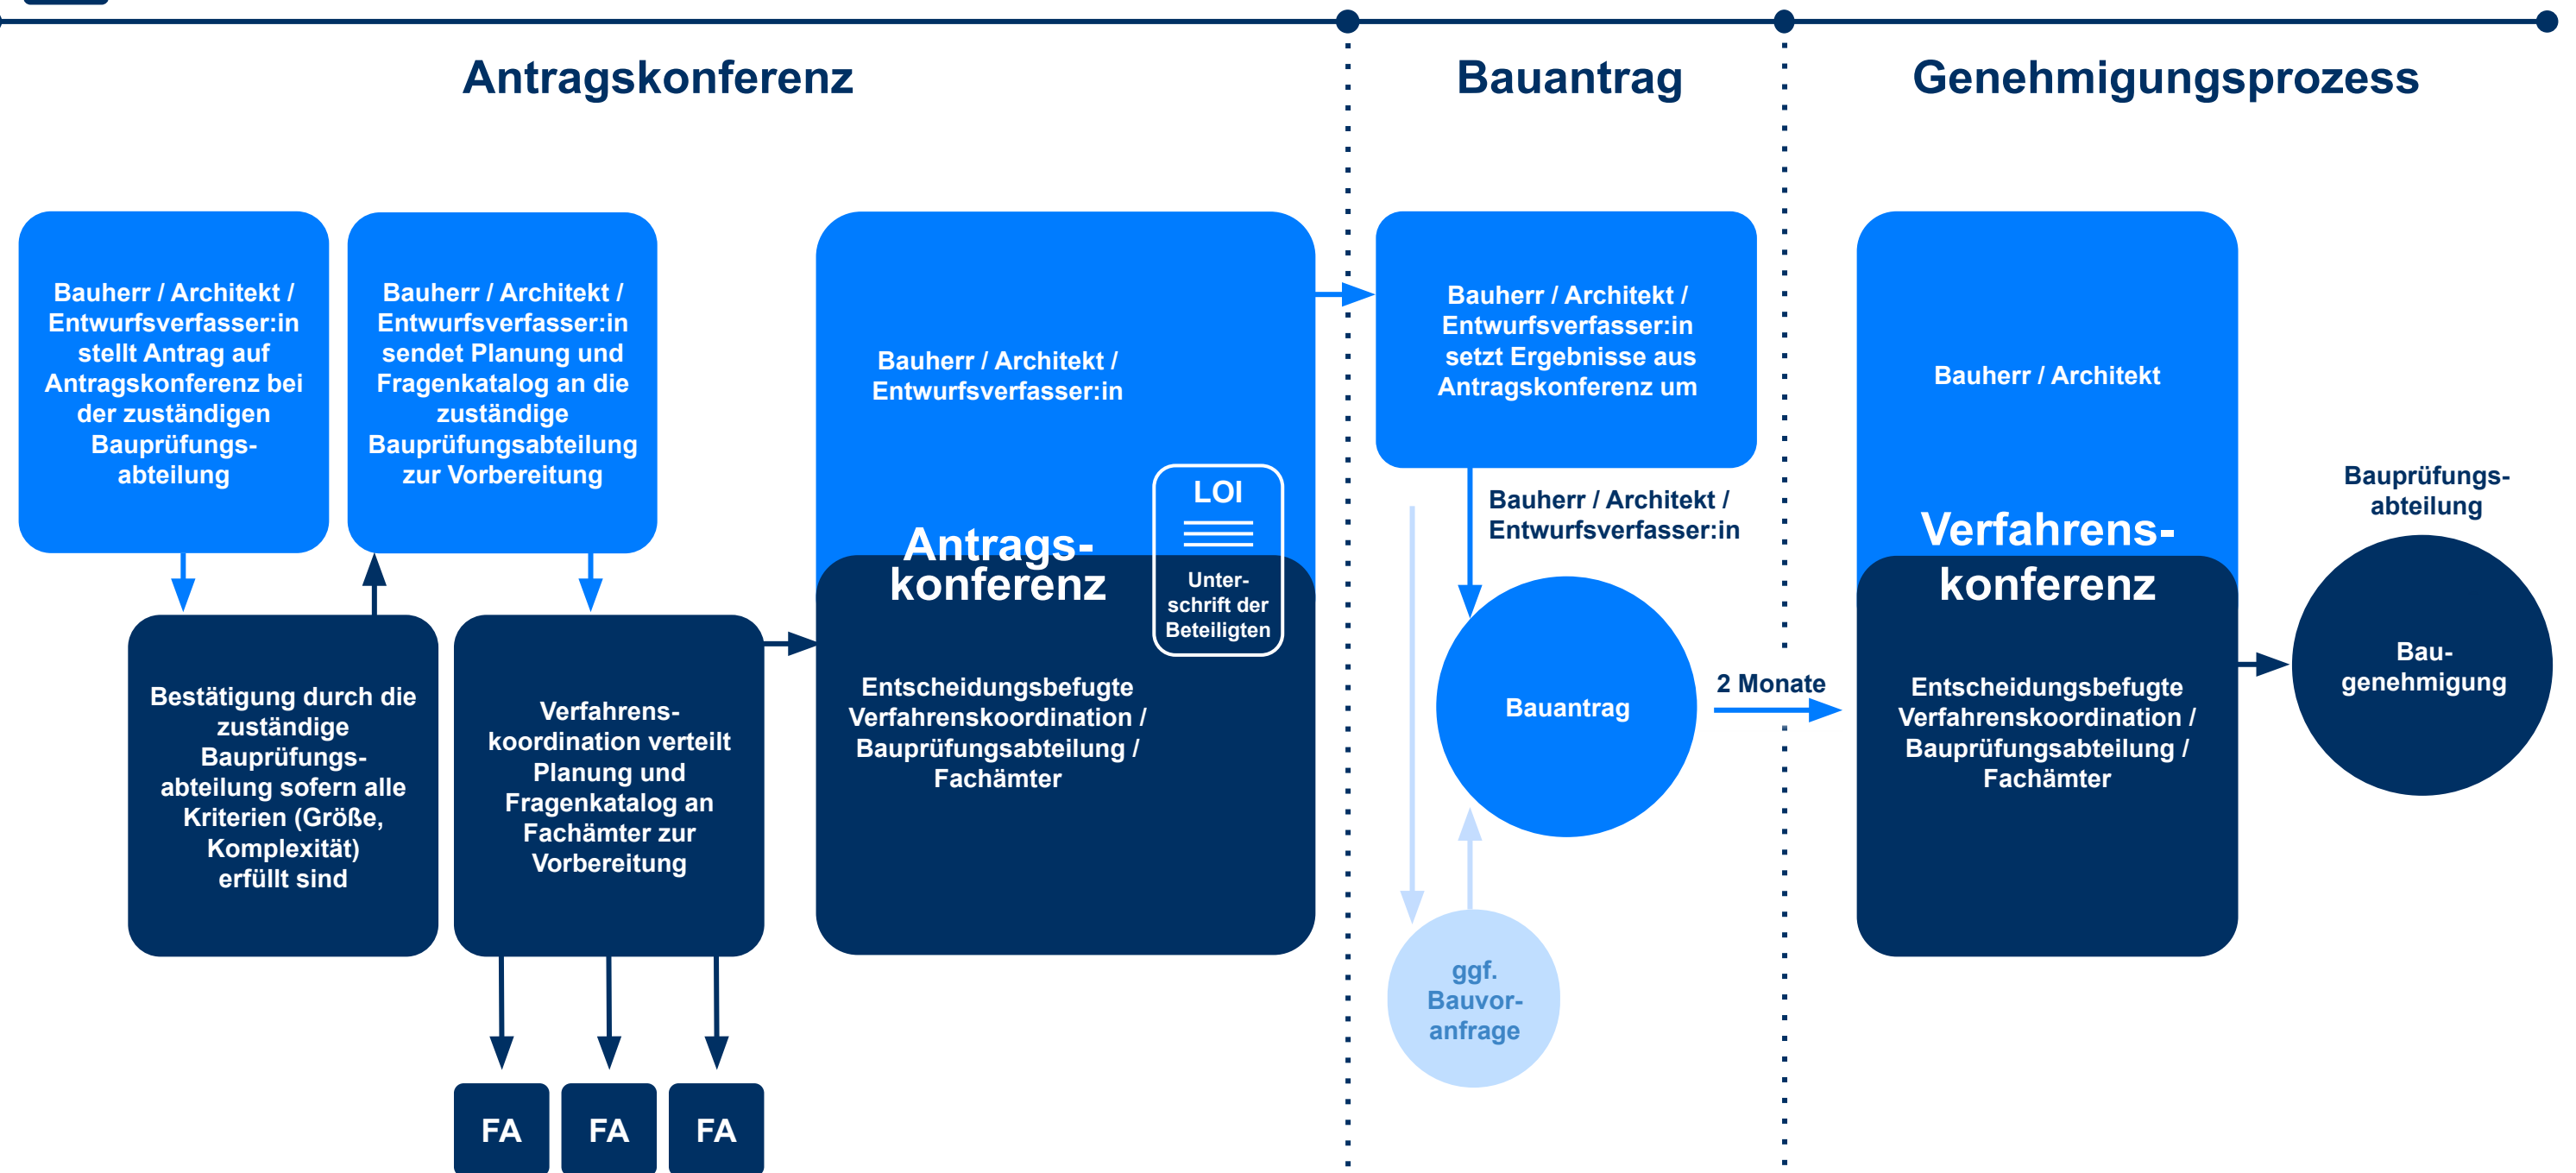 Antragskonferenz
Bauantrag
Genehmigungsprozess
Bauherr / Architekt /
Entwurfsverfasser:in
stellt Antrag auf
Antragskonferenz bei
der zuständigen
Bauprüfungs-
abteilung
Bauherr / Architekt /
Entwurfsverfasser:in
sendet Planung und
Fragenkatalog an die
zuständige
Bauprüfungsabteilung
zur Vorbereitung
Bestätigung durch die
zuständige
Bauprüfungs-
abteilung sofern alle
Kriterien (Größe,
Komplexität)
erfüllt sind
Verfahrens-
koordination verteilt
Planung und
Fragenkatalog an
Fachämter zur
Vorbereitung
FA
FA
FA
Bauherr / Architekt /
Entwurfsverfasser:in
Antrags-
konferenz
LOI
Unter-
schrift der
Beteiligten
Entscheidungsbefugte
Verfahrenskoordination /
Bauprüfungsabteilung /
Fachämter
Bauherr / Architekt /
Entwurfsverfasser:in
setzt Ergebnisse aus
Antragskonferenz um
Bauherr / Architekt /
Entwurfsverfasser:in
Bauantrag
ggf.
Bauvor-
anfrage
2 Monate
Bauherr / Architekt
Verfahrens-
konferenz
Entscheidungsbefugte
Verfahrenskoordination /
Bauprüfungsabteilung /
Fachämter
Bauprüfungs-
abteilung
Bau-
genehmigung